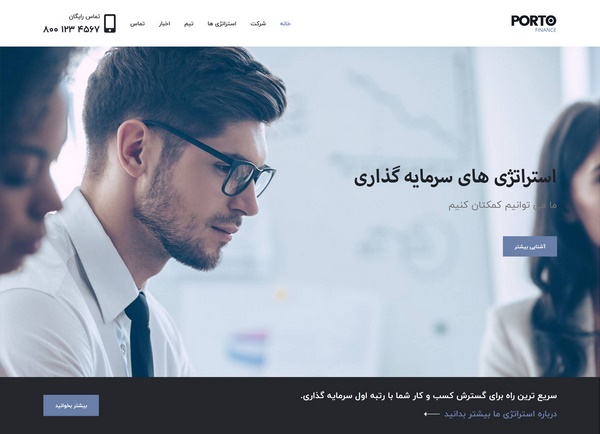 PORTO
FINANCE
خانه
شرکت
استراتژی ها
تیم
اخبار
تماس
تماس رایگان
۸۰۰ ۱۲۳ ۴۵۶۷
استراتژی های سرمایه گذاری
ما می توانیم کمکتان کنیم
آشنایی بیشتر
سریع ترین راه برای گسترش کسب و کار شما با رتبه اول سرمایه گذاری.
درباره استراتژی ما بیشتر بدانید
بیشتر بخوانید